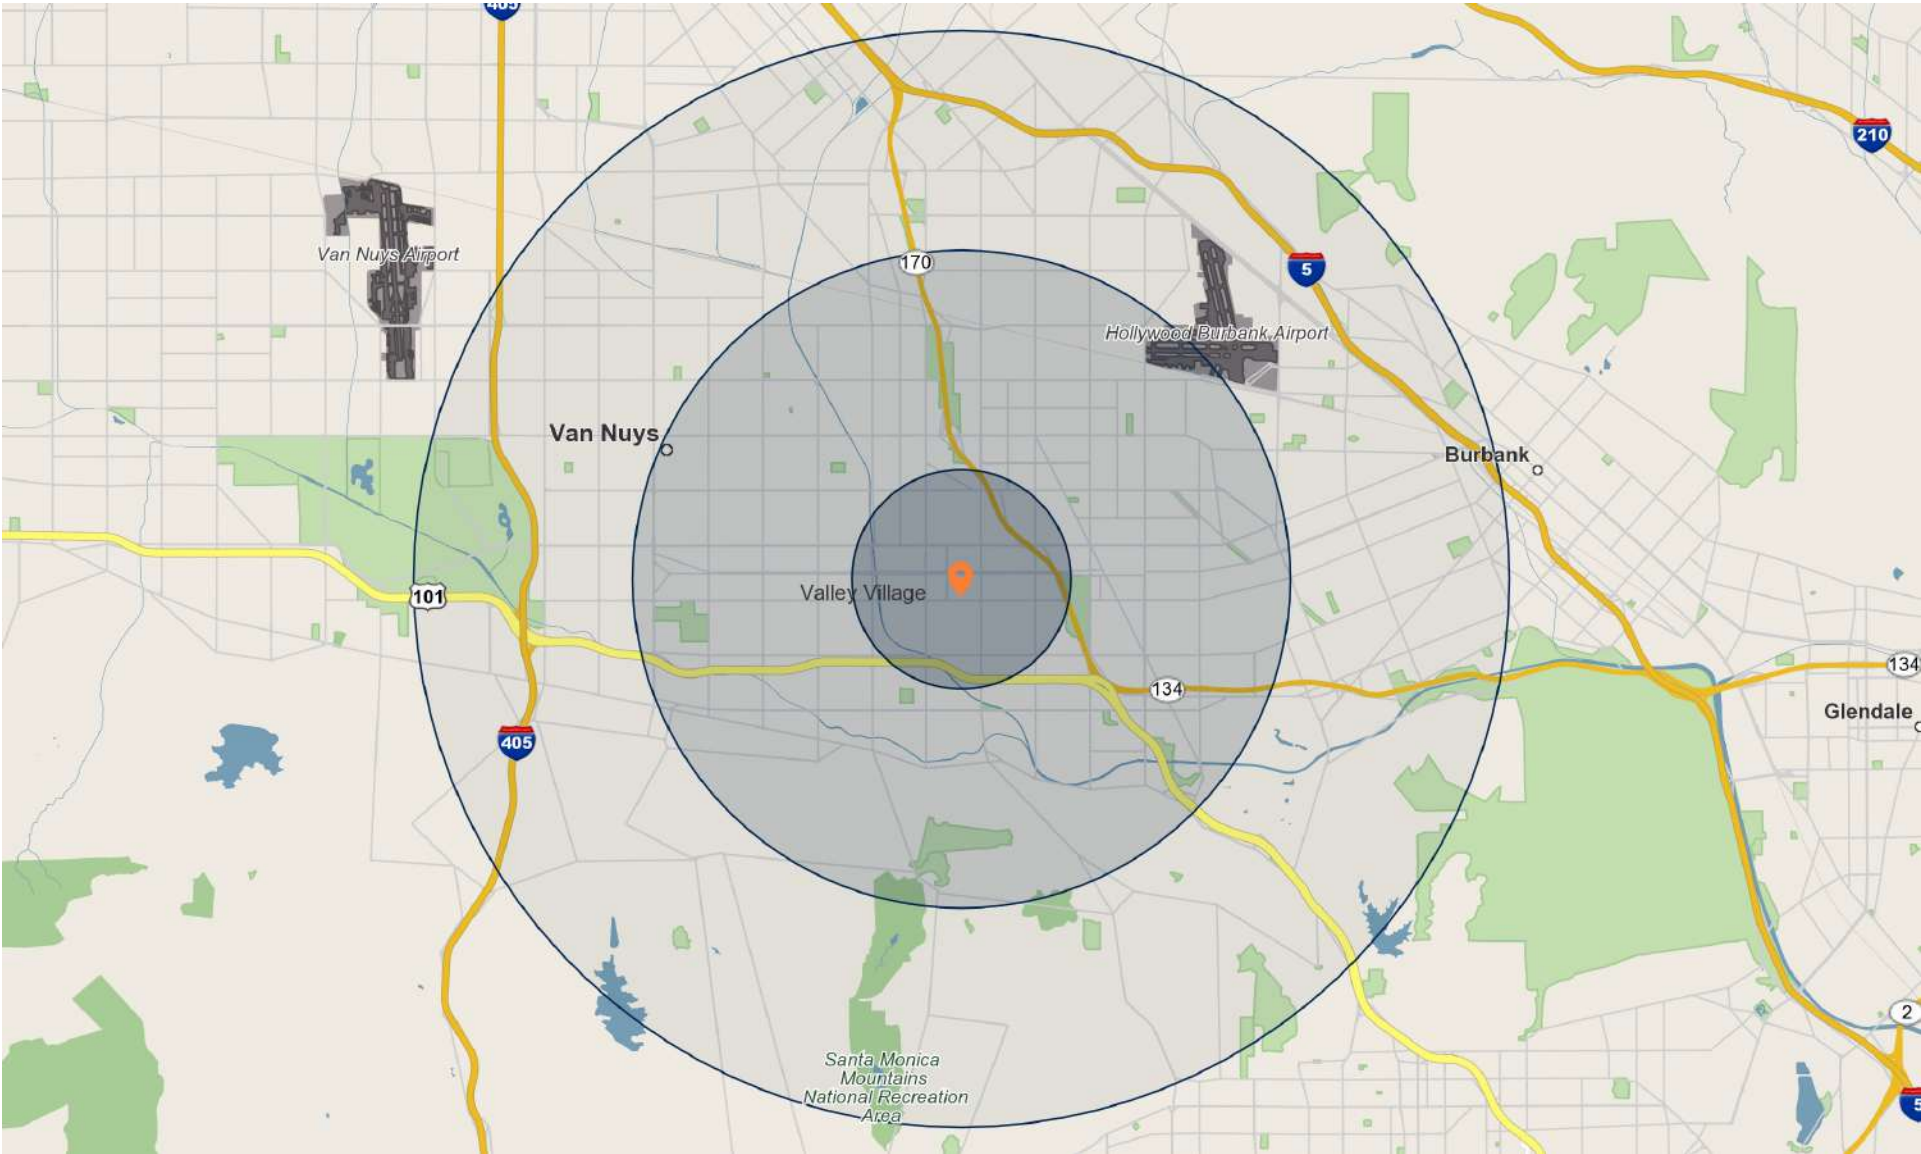 405
210
Van Nuys Airport
170
5
Hollywood Burbank Airport
Van Nuys
Burbank
101
Valley Village
134
134
Glendale
405
2
Santa Monica
Mountains
National Recreation
Area
5